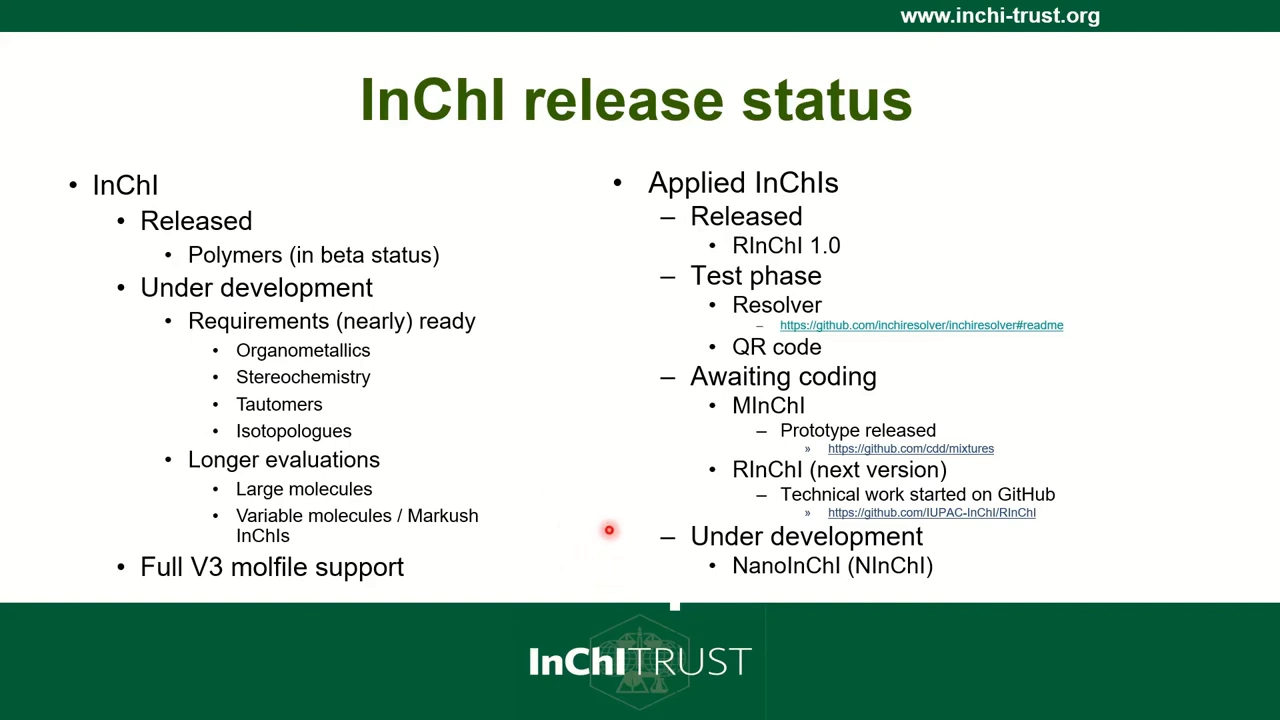 www.inchi-trust.org
InChI release status
• InChI
• Released
• Polymers (in beta status)
• Under development
• Requirements (nearly) ready
• Organometallics
• Stereochemistry
• Tautomers
• Isotopologues
• Longer evaluations
• Large molecules
• Variable molecules / Markush
InChIs
• Full V3 molfile support
• Applied InChIs
– Released
• RInChI 1.0
– Test phase
• Resolver
– https://github.com/inchiresolver/inchiresolver#readme
• QR code
– Awaiting coding
• MInChI
– Prototype released
» https://github.com/cdd/mixtures
• RInChI (next version)
– Technical work started on GitHub
» https://github.com/IUPAC-InChI/RInChI
– Under development
• NanoInChI (NInChI)
InChITRUST